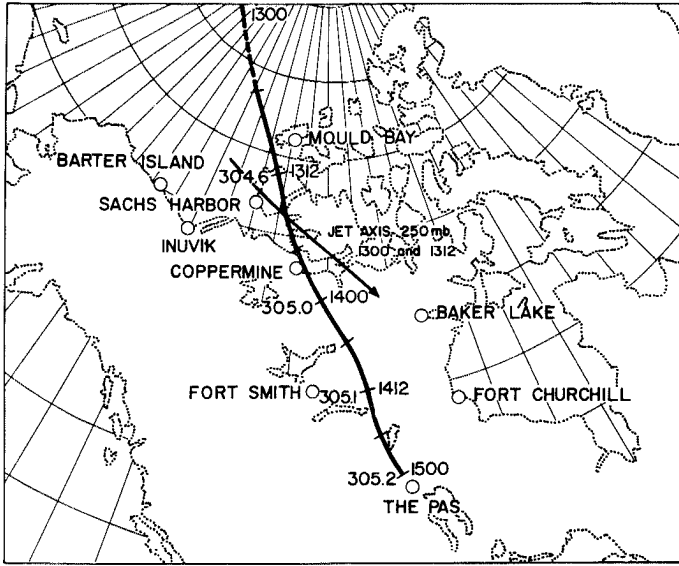 1300
MOULD BAY
BARTER ISLAND
304.6
1312
SACHS HARBOR
JET AXIS, 250 mb,
1300 and 1312
INUVIK
COPPERMINE
1400
305.0
BAKER LAKE
FORT SMITH
305.1
1412
FORT CHURCHILL
305.2
1500
THE PAS